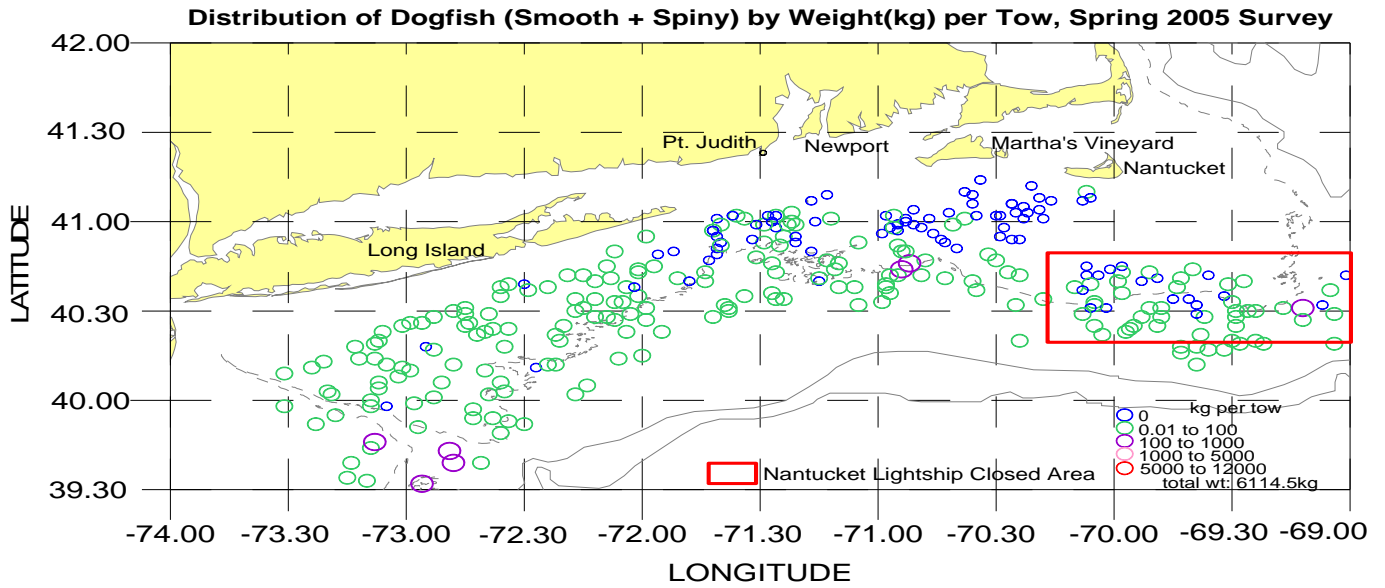 Distribution of Dogfish (Smooth + Spiny) by Weight(kg) per Tow, Spring 2005 Survey
42.00
41.30
41.00
40.30
40.00
39.30
LATITUDE
Pt. Judith
Newport
Martha's Vineyard
Nantucket
Long Island
kg per tow
0
0.01 to 100
100 to 1000
1000 to 5000
5000 to 12000
total wt: 6114.5kg
Nantucket Lightship Closed Area
-74.00 -73.30 -73.00 -72.30 -72.00 -71.30 -71.00 -70.30 -70.00 -69.30 -69.00
LONGITUDE